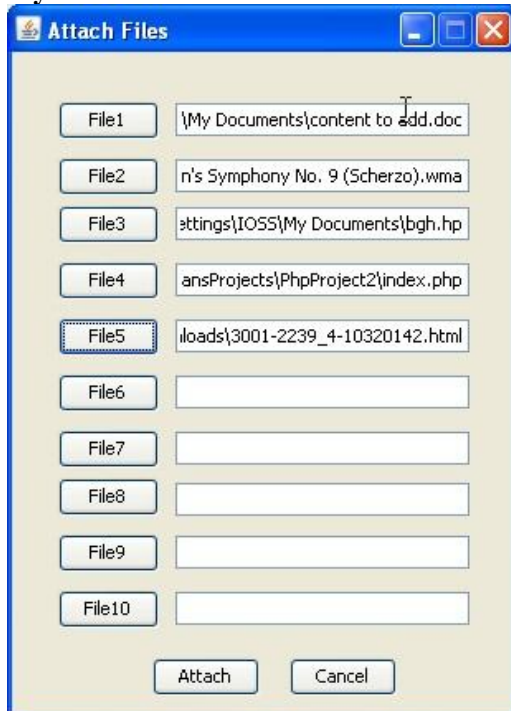 Attach Files
File1 \My Documents\content to add.doc
File2 n's Symphony No. 9 (Scherzo).wma
File3 ettings\IOSS\My Documents\bgh.hp
File4 ansProjects\PhpProject2\index.php
File5 loads\3001-2239_4-10320142.html
File6
File7
File8
File9
File10
Attach Cancel